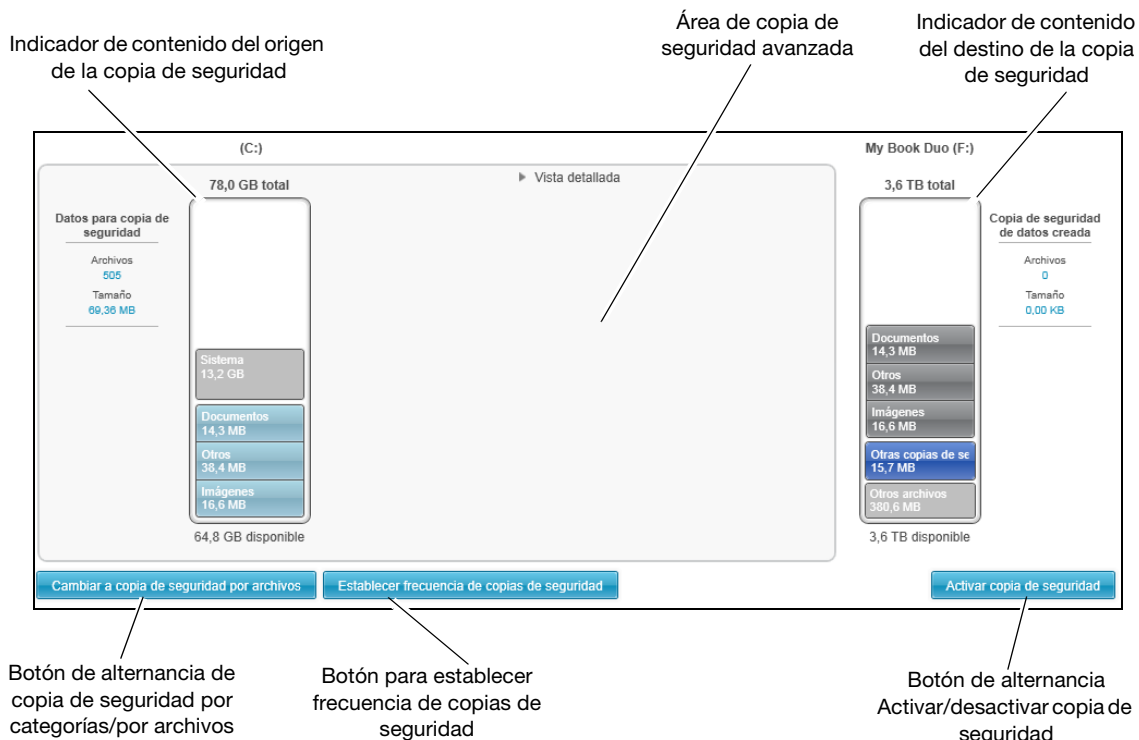 Indicador de contenido del origen
de la copia de seguridad
Área de copia de
seguridad avanzada
Indicador de contenido
del destino de la copia
de seguridad
(C:)
My Book Duo (F:)
78,0 GB total
Vista detallada
3,6 TB total
Datos para copia de
seguridad
Archivos
505
Tamaño
69,36 MB
Copia de seguridad
de datos creada
Archivos
0
Tamaño
0,00 KB
Sistema
13,2 GB
Documentos
14,3 MB
Otros
38,4 MB
Imágenes
16,6 MB
Documentos
14,3 MB
Otros
38,4 MB
Imágenes
16,6 MB
Otras copias de se
15,7 MB
Otros archivos
380,6 MB
64,8 GB disponible
3,6 TB disponible
Cambiar a copia de seguridad por archivos
Establecer frecuencia de copias de seguridad
Activar copia de seguridad
Botón de alternancia de
copia de seguridad por
categorías/por archivos
Botón para establecer
frecuencia de copias de
seguridad
Botón de alternancia
Activar/desactivar copia de
seguridad